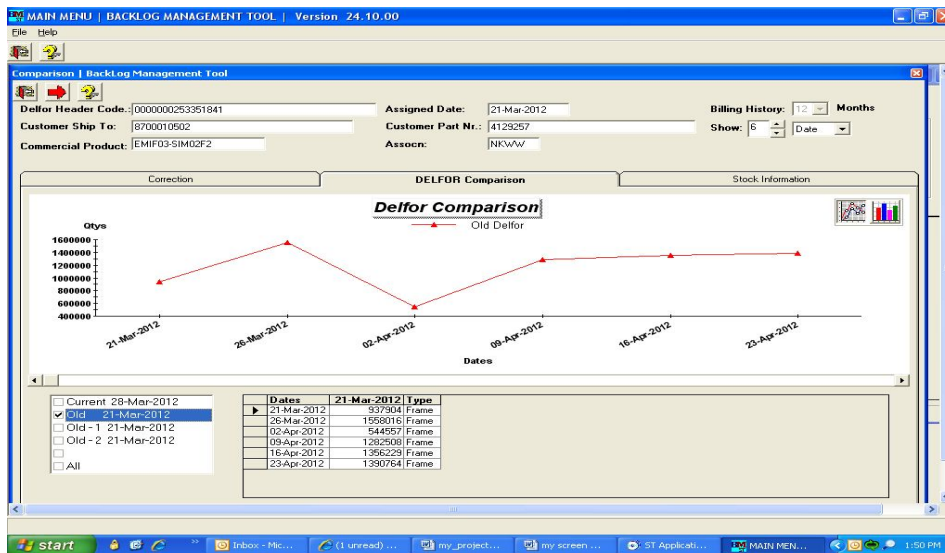 MAIN MENU | BACKLOG MANAGEMENT TOOL | Version 24.10.00
File Help
Comparison | BackLog Management Tool
Delfor Header Code.: 0000000253351841 Assigned Date: 21-Mar-2012 Billing History: 12 Months
Customer Ship To: 8700010502 Customer Part Nr.: 4129257 Show: 6 Date
Commercial Product: EMIF03-SIM02F2 Assocn: NKWW
Correction DELFOR Comparison Stock Information
Delfor Comparison
Old Delfor
Qtys
1600000
1400000
1200000
1000000
800000
600000
400000
21-Mar-2012 26-Mar-2012 02-Apr-2012 09-Apr-2012 16-Apr-2012 23-Apr-2012
Dates
Current 28-Mar-2012
Old 21-Mar-2012
Old - 1 21-Mar-2012
Old - 2 21-Mar-2012
All
Dates 21-Mar-2012 Type
21-Mar-2012 937904 Frame
26-Mar-2012 1558016 Frame
02-Apr-2012 544557 Frame
09-Apr-2012 1282508 Frame
16-Apr-2012 1356229 Frame
23-Apr-2012 1390764 Frame
start Inbox - Mic... (1 unread) ... my_project... my screen ... ST Applicati... MAIN MEN... 1:50 PM